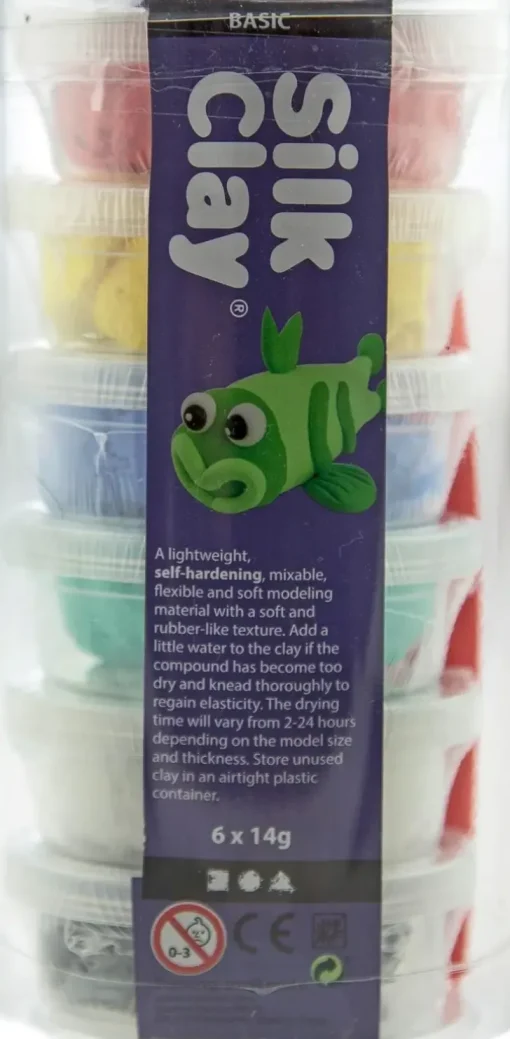 BASIC
Silk
Clay®
A lightweight,
self-hardening, mixable,
flexible and soft modeling
material with a soft and
rubber-like texture. Add a
little water to the clay if the
compound has become too
dry and knead thoroughly to
regain elasticity. The drying
time will vary from 2-24 hours
depending on the model size
and thickness. Store unused
clay in an airtight plastic
container.
6 x 14g
0-3
CE